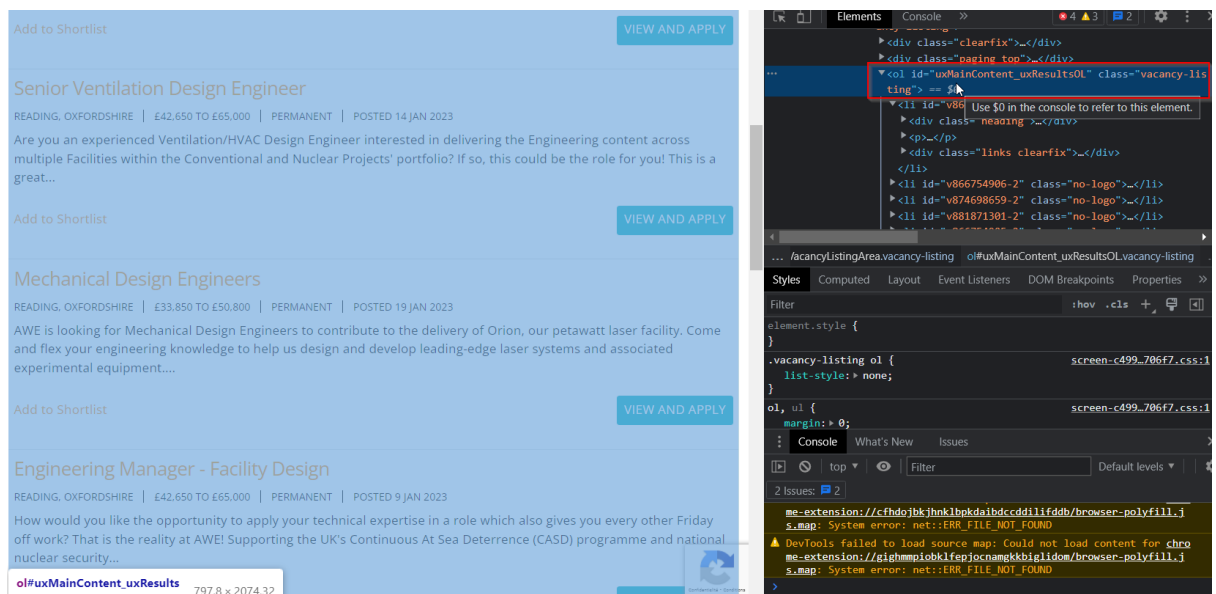 Add to Shortlist
VIEW AND APPLY
Senior Ventilation Design Engineer
READING, OXFORDSHIRE | £42,650 TO £65,000 | PERMANENT | POSTED 14 JAN 2023
Are you an experienced Ventilation/HVAC Design Engineer interested in delivering the Engineering content across
multiple Facilities within the Conventional and Nuclear Projects' portfolio? If so, this could be the role for you! This is a
great...
Add to Shortlist
VIEW AND APPLY
Mechanical Design Engineers
READING, OXFORDSHIRE | £33,850 TO £50,800 | PERMANENT | POSTED 19 JAN 2023
AWE is looking for Mechanical Design Engineers to contribute to the delivery of Orion, our petawatt laser facility. Come
and flex your engineering knowledge to help us design and develop leading-edge laser systems and associated
experimental equipment....
Add to Shortlist
VIEW AND APPLY
Engineering Manager - Facility Design
READING, OXFORDSHIRE | £42,650 TO £65,000 | PERMANENT | POSTED 9 JAN 2023
How would you like the opportunity to apply your technical expertise in a role which also gives you every other Friday
off work? That is the reality at AWE! Supporting the UK's Continuous At Sea Deterrence (CASD) programme and national
nuclear security...
ol#uxMainContent_uxResults
797.8 × 2074.32
Elements Console » 4 3 2
<div class="clearfix">…</div>
<div class="paging top">…</div>
<ol id="uxMainContent_uxResultsOL" class="vacancy-lis
ting"> == $0
<li id="v86
Use $0 in the console to refer to this element.
<div class="heading">…</div>
<p>…</p>
<div class="links clearfix">…</div>
</li>
<li id="v866754906-2" class="no-logo">…</li>
<li id="v874698659-2" class="no-logo">…</li>
<li id="v881871301-2" class="no-logo">…</li>
... /acancyListingArea.vacancy-listing ol#uxMainContent_uxResultsOL.vacancy-listing
Styles Computed Layout Event Listeners DOM Breakpoints Properties »
Filter :hov .cls +
element.style {
}
.vacancy-listing ol { screen-c499…706f7.css:1
list-style: none;
}
ol, ul { screen-c499…706f7.css:1
margin: 0;
Console What's New Issues
top Filter Default levels
2 Issues: 2
me-extension://cfhdojbkjhnklbpkdaibdccddilifddb/browser-polyfill.j
s.map: System error: net::ERR_FILE_NOT_FOUND
DevTools failed to load source map: Could not load content for chro
me-extension://gighmmpiobklfepjocnamgkkbiglidom/browser-polyfill.j
s.map: System error: net::ERR_FILE_NOT_FOUND
>